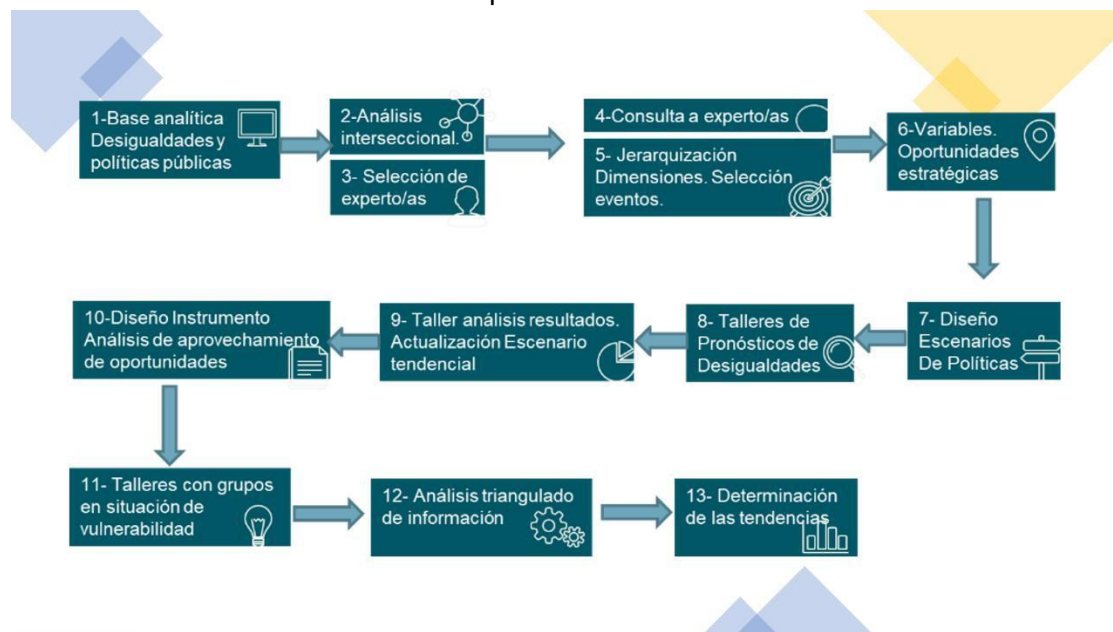 1-Base analítica
Desigualdades y
políticas públicas
2-Análisis
interseccional.
3- Selección de
experto/as
4-Consulta a experto/as
5- Jerarquización
Dimensiones. Selección
eventos.
6-Variables.
Oportunidades
estratégicas
7- Diseño
Escenarios
De Políticas
8- Talleres de
Pronósticos de
Desigualdades
9- Taller análisis resultados.
Actualización Escenario
tendencial
10-Diseño Instrumento
Análisis de aprovechamiento
de oportunidades
11- Talleres con grupos
en situación de
vulnerabilidad
12- Análisis triangulado
de información
13- Determinación
de las tendencias